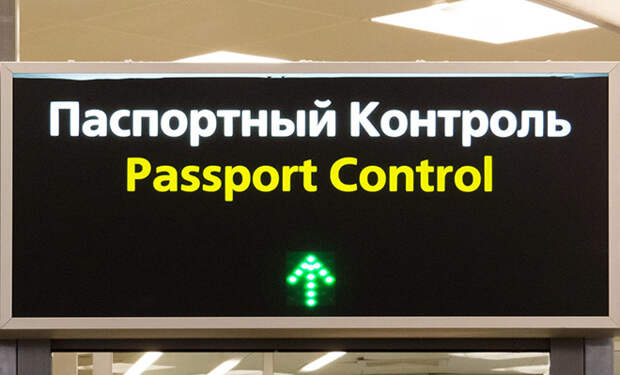 Паспортный Контроль
Passport Control